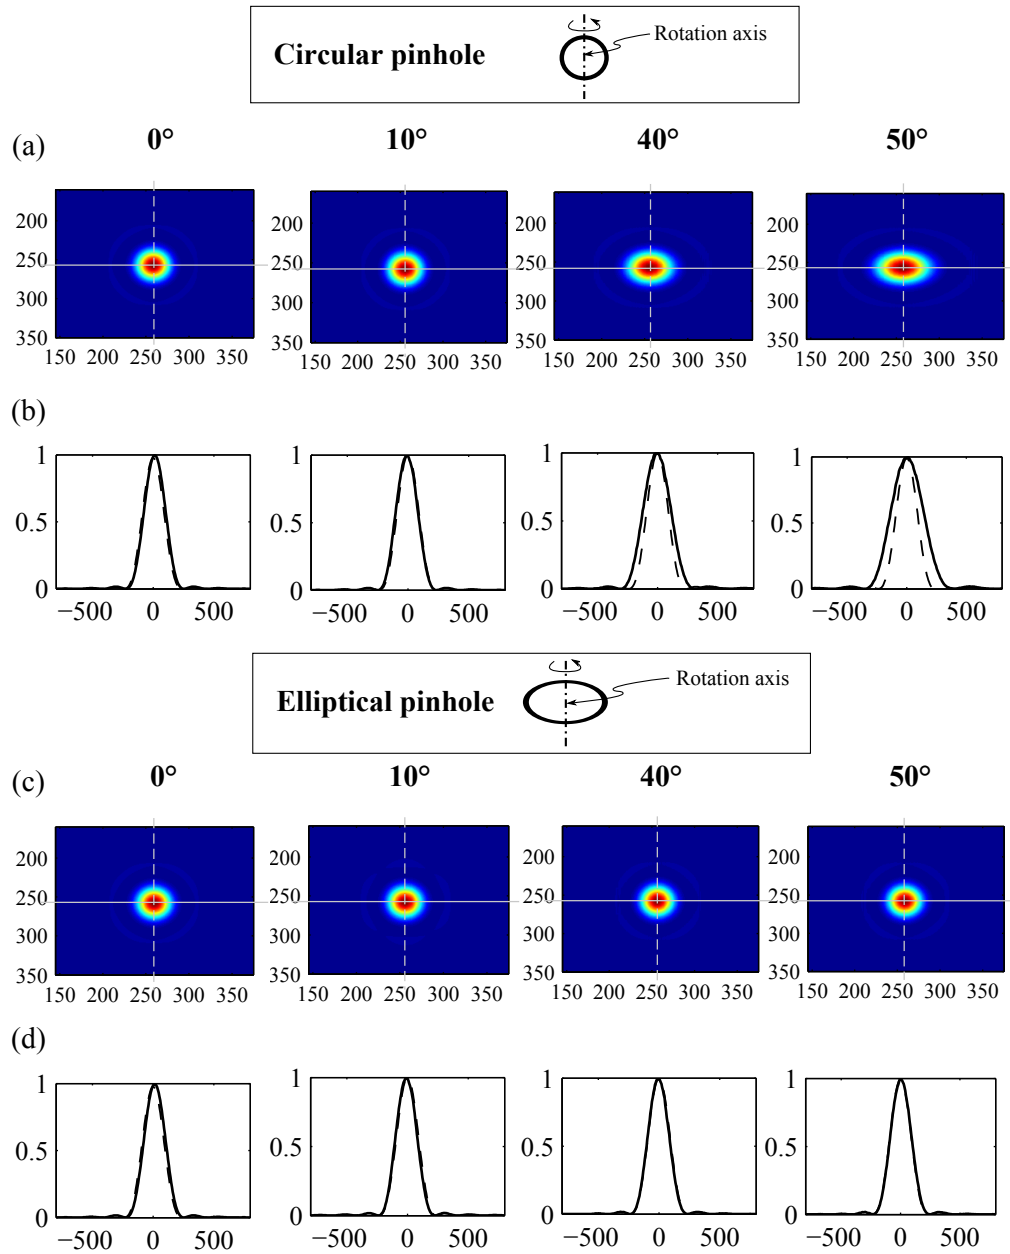 Circular pinhole
Rotation axis
(a)
0° 10° 40° 50°
200 200 200 200
250 250 250 250
300 300 300 300
350 350 350 350
150 200 250 300 350 150 200 250 300 350 150 200 250 300 350 150 200 250 300 350
(b)
1 1 1 1
0.5 0.5 0.5 0.5
0 0 0 0
−500 0 500 −500 0 500 −500 0 500 −500 0 500
Elliptical pinhole
Rotation axis
(c)
0° 10° 40° 50°
200 200 200 200
250 250 250 250
300 300 300 300
350 350 350 350
150 200 250 300 350 150 200 250 300 350 150 200 250 300 350 150 200 250 300 350
(d)
1 1 1 1
0.5 0.5 0.5 0.5
0 0 0 0
−500 0 500 −500 0 500 −500 0 500 −500 0 500